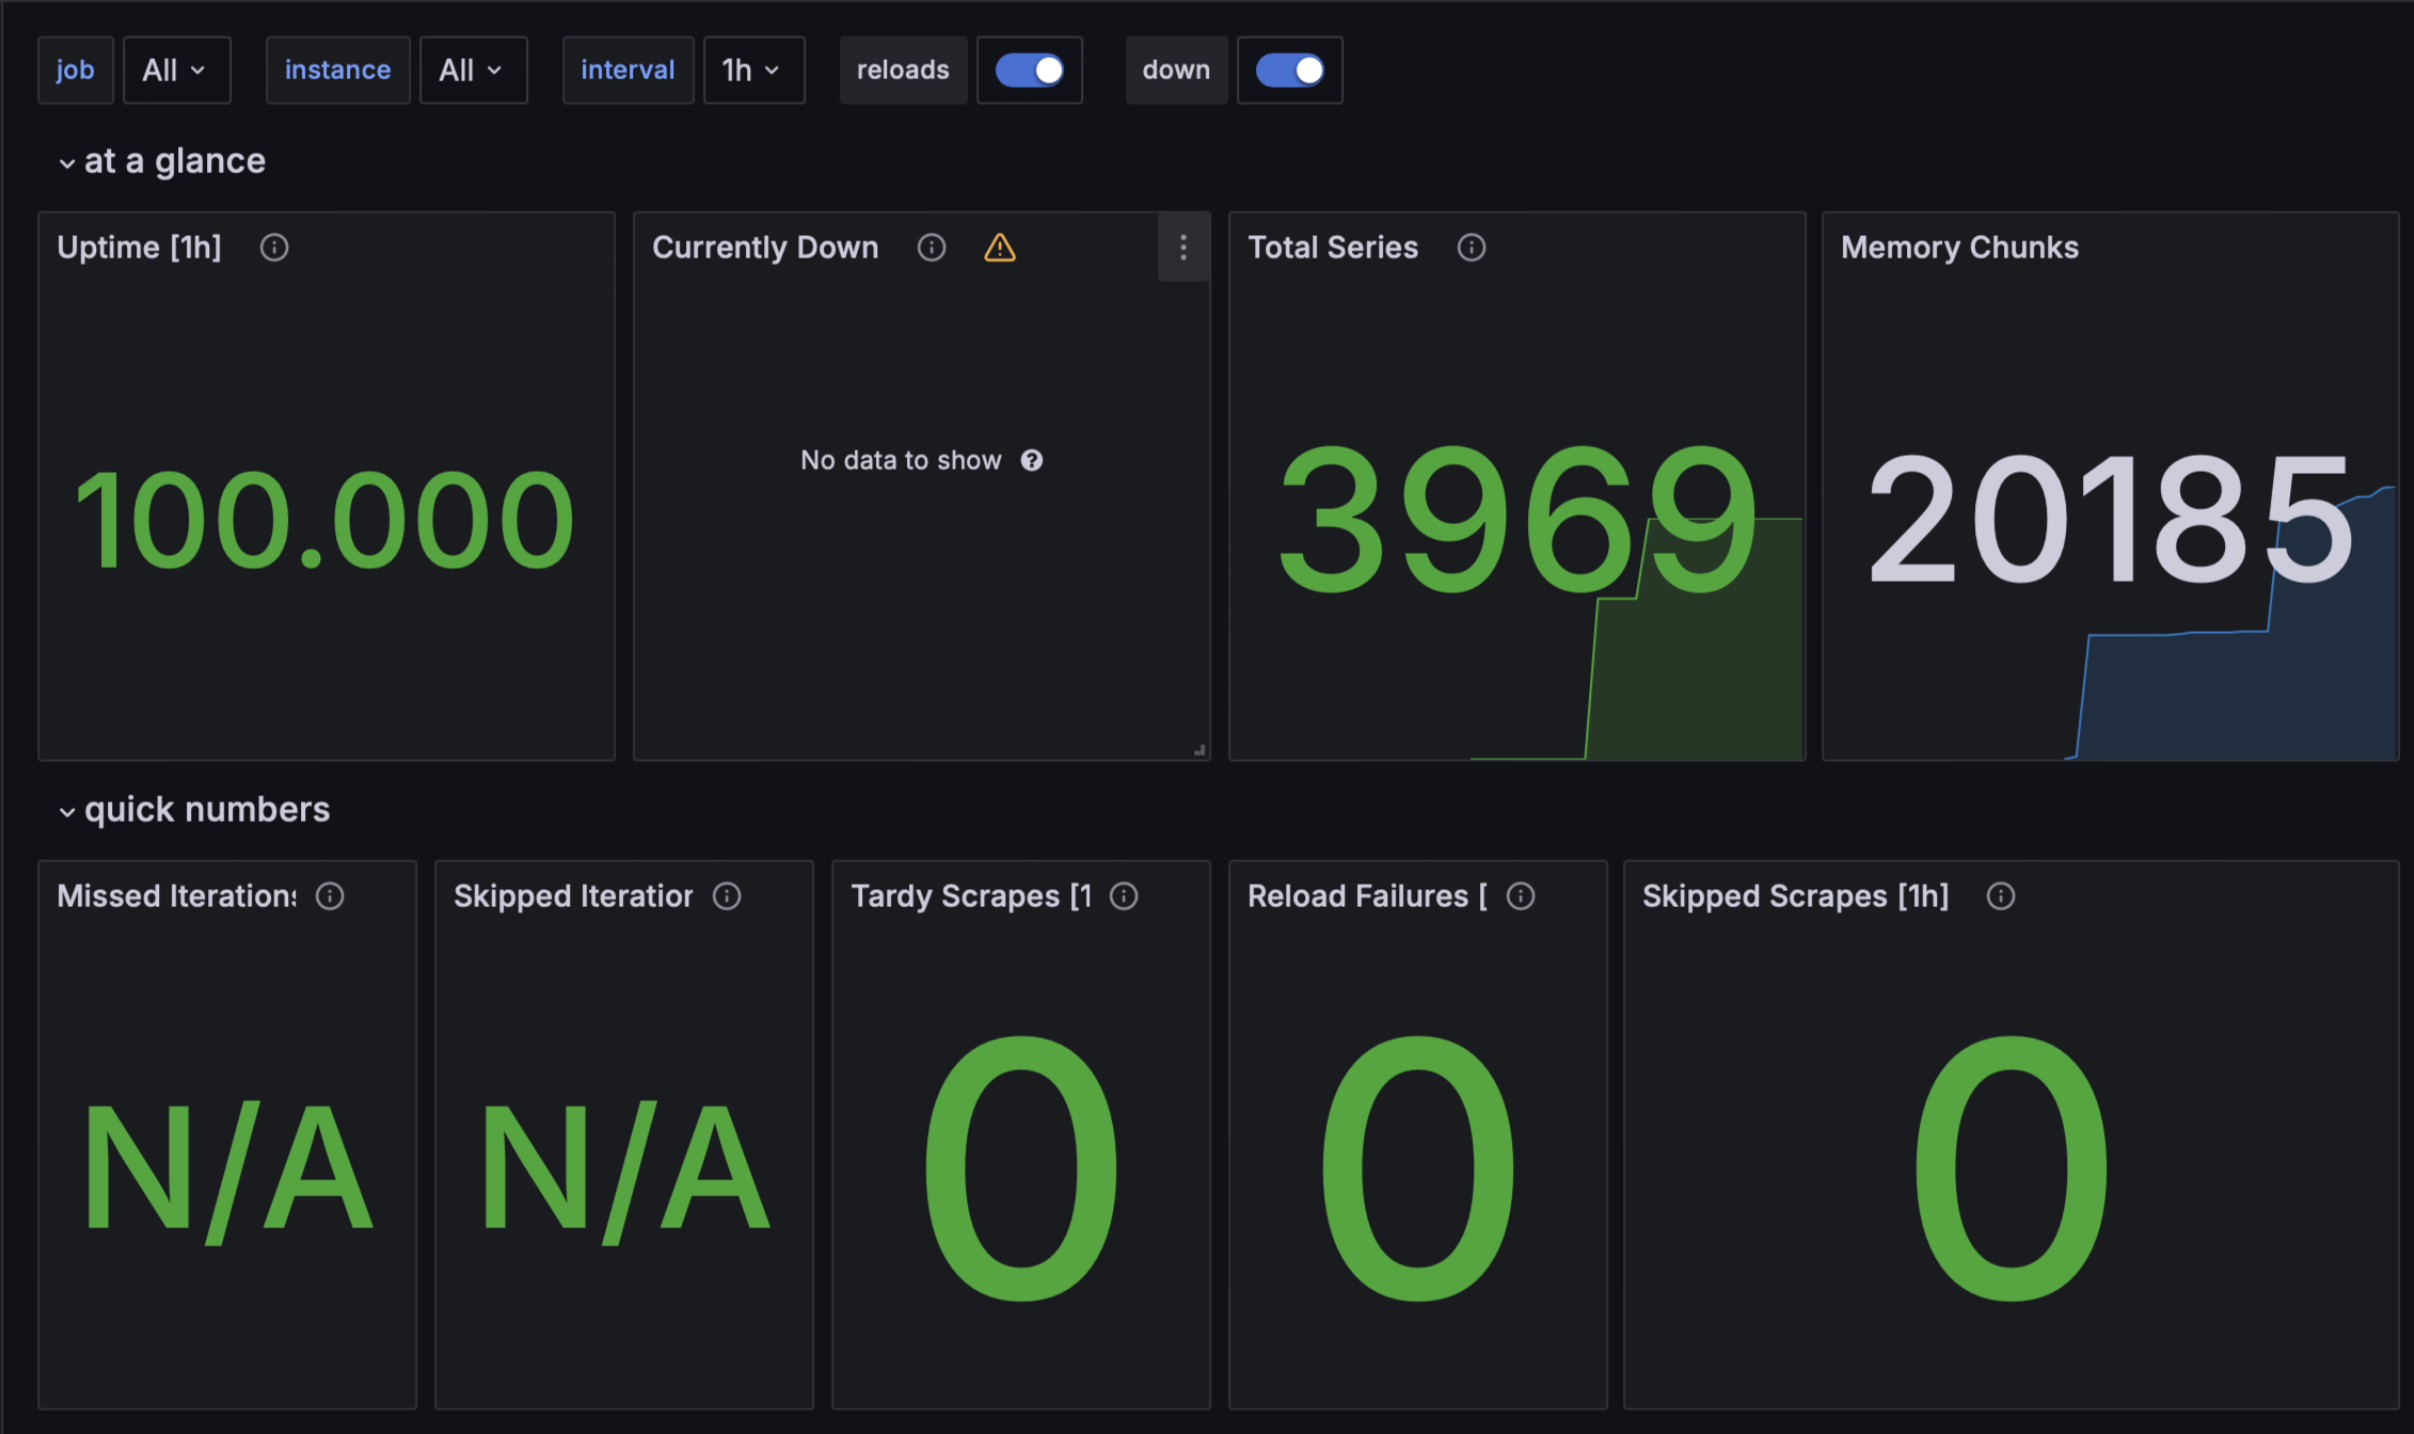 job All instance All interval 1h reloads down
at a glance
Uptime [1h] Currently Down Total Series Memory Chunks
No data to show
100.000 3969 20185
quick numbers
Missed Iterations Skipped Iteration Tardy Scrapes [1 Reload Failures [ Skipped Scrapes [1h]
N/A N/A 0 0 0